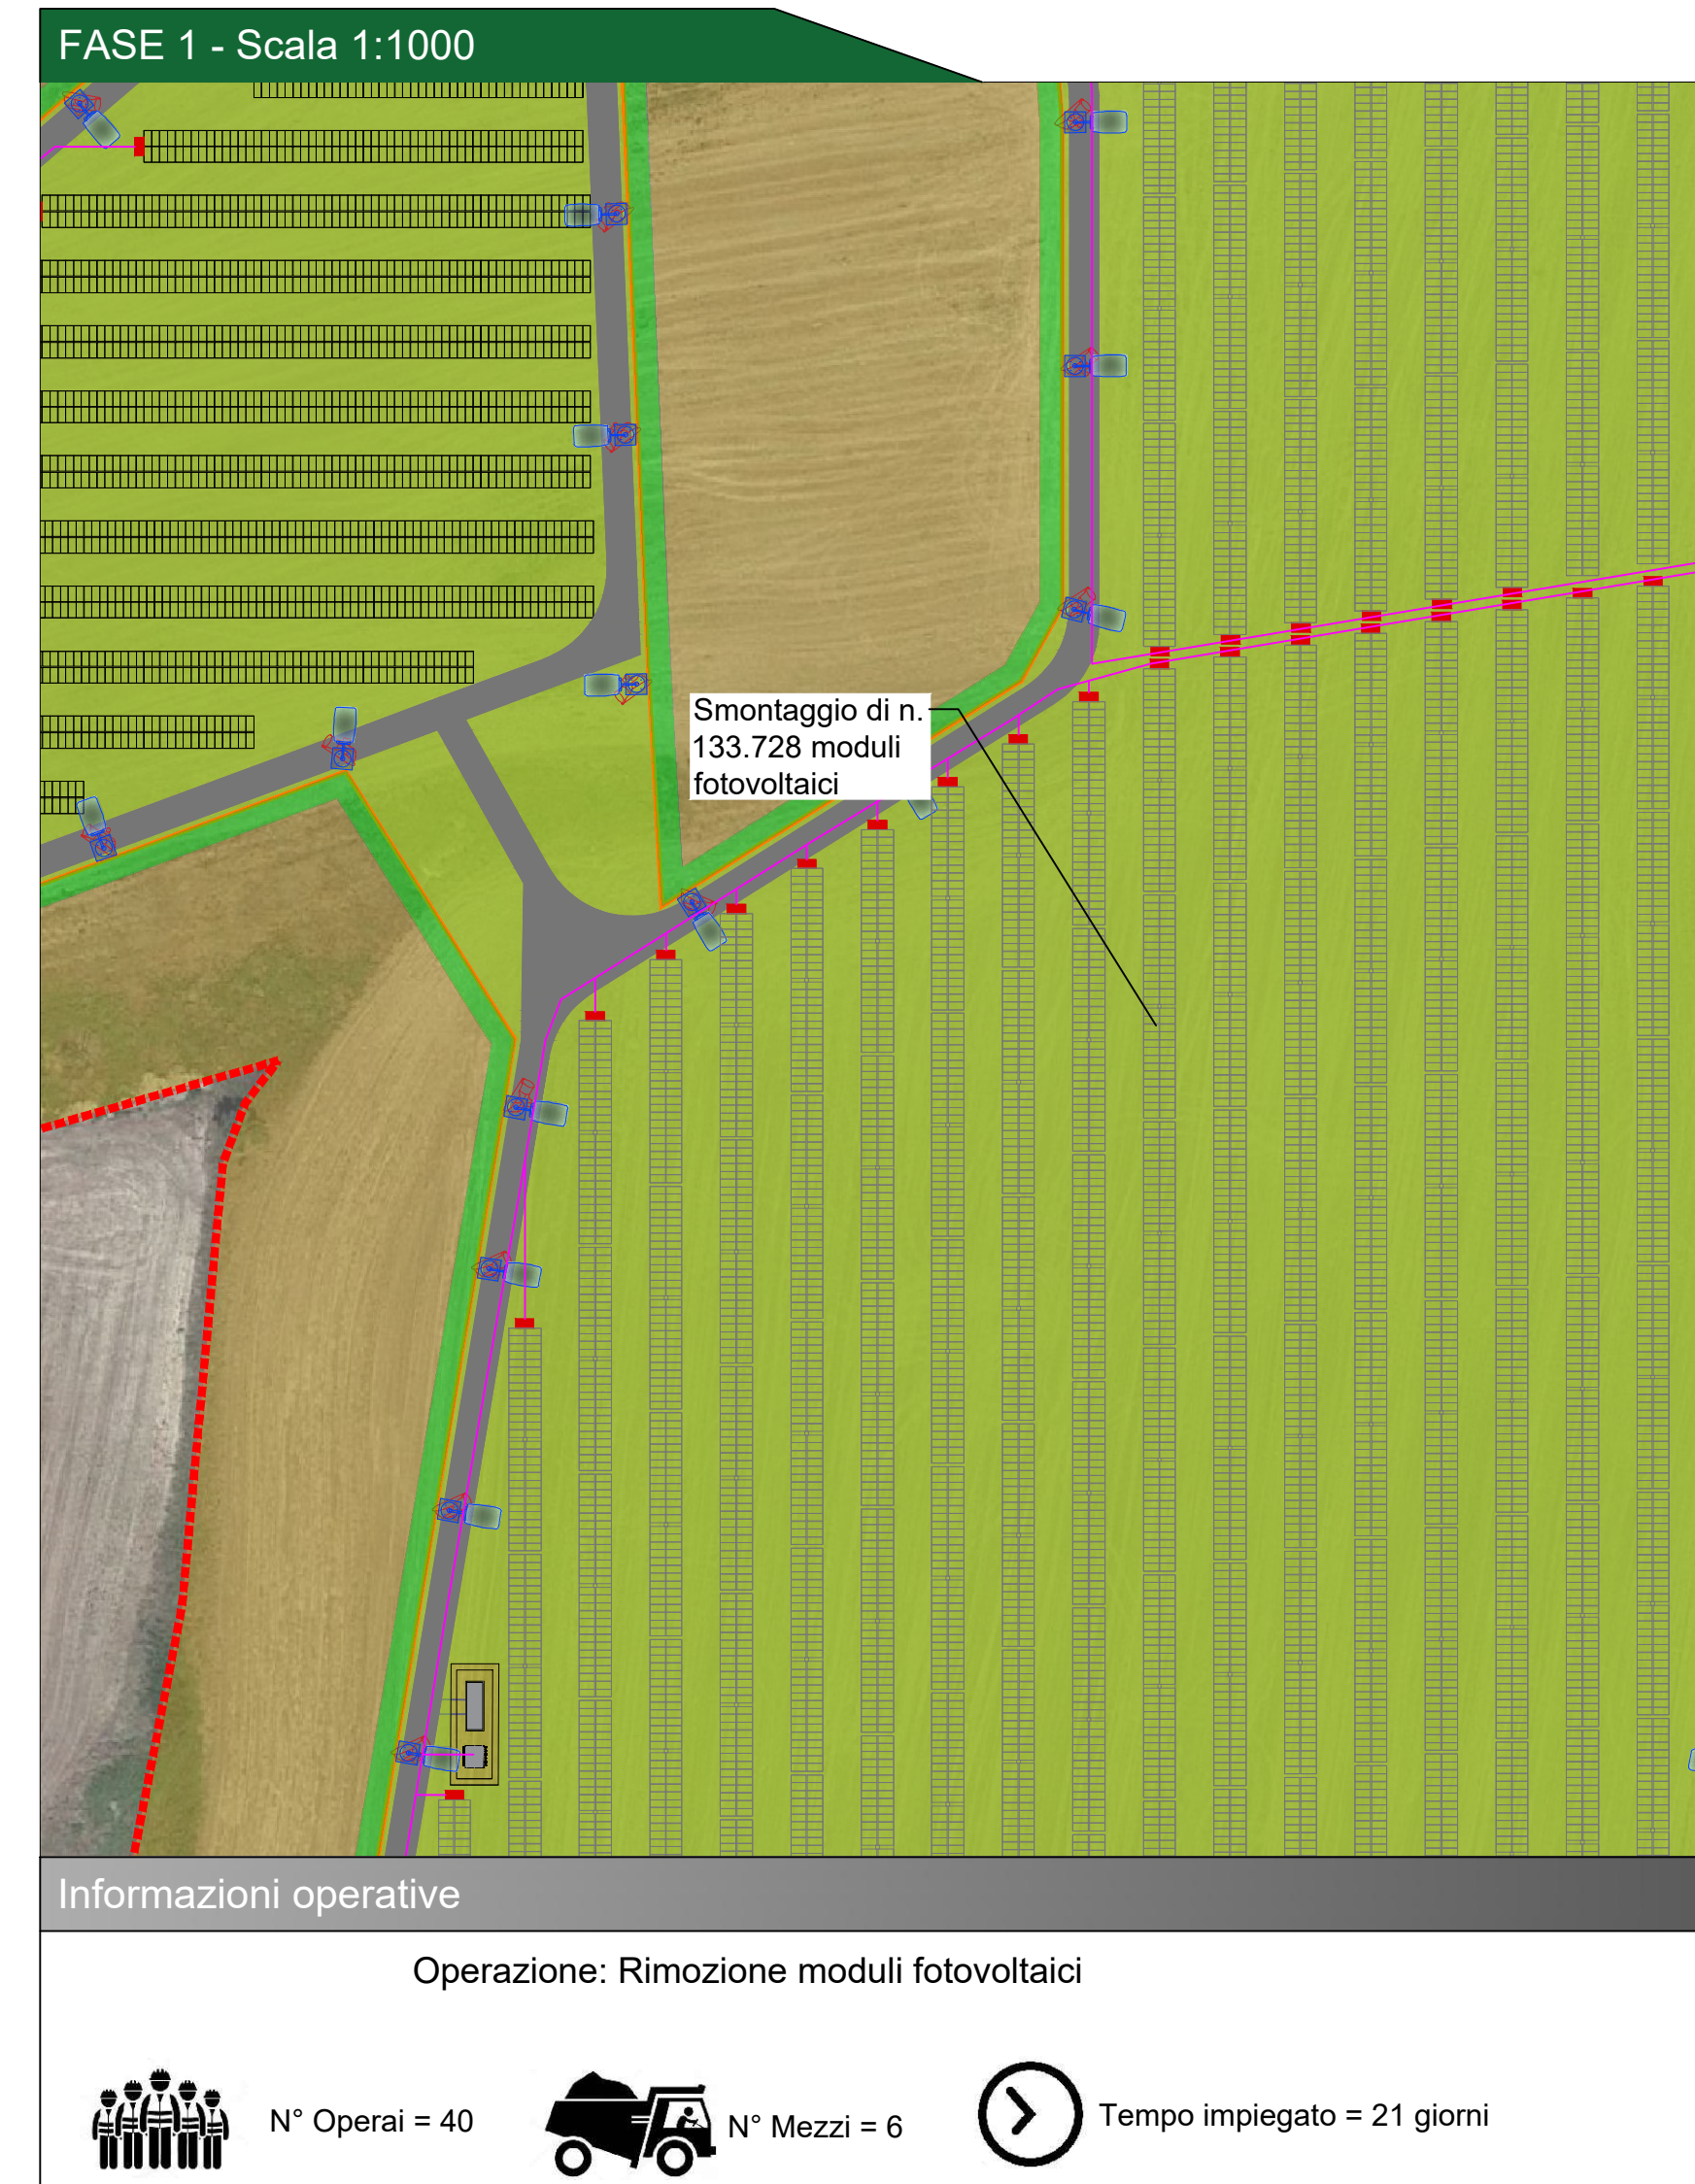 FASE 1 - Scala 1:1000
Smontaggio di n.
133.728 moduli
fotovoltaici
Informazioni operative
Operazione: Rimozione moduli fotovoltaici
N° Operai = 40
N° Mezzi = 6
Tempo impiegato = 21 giorni